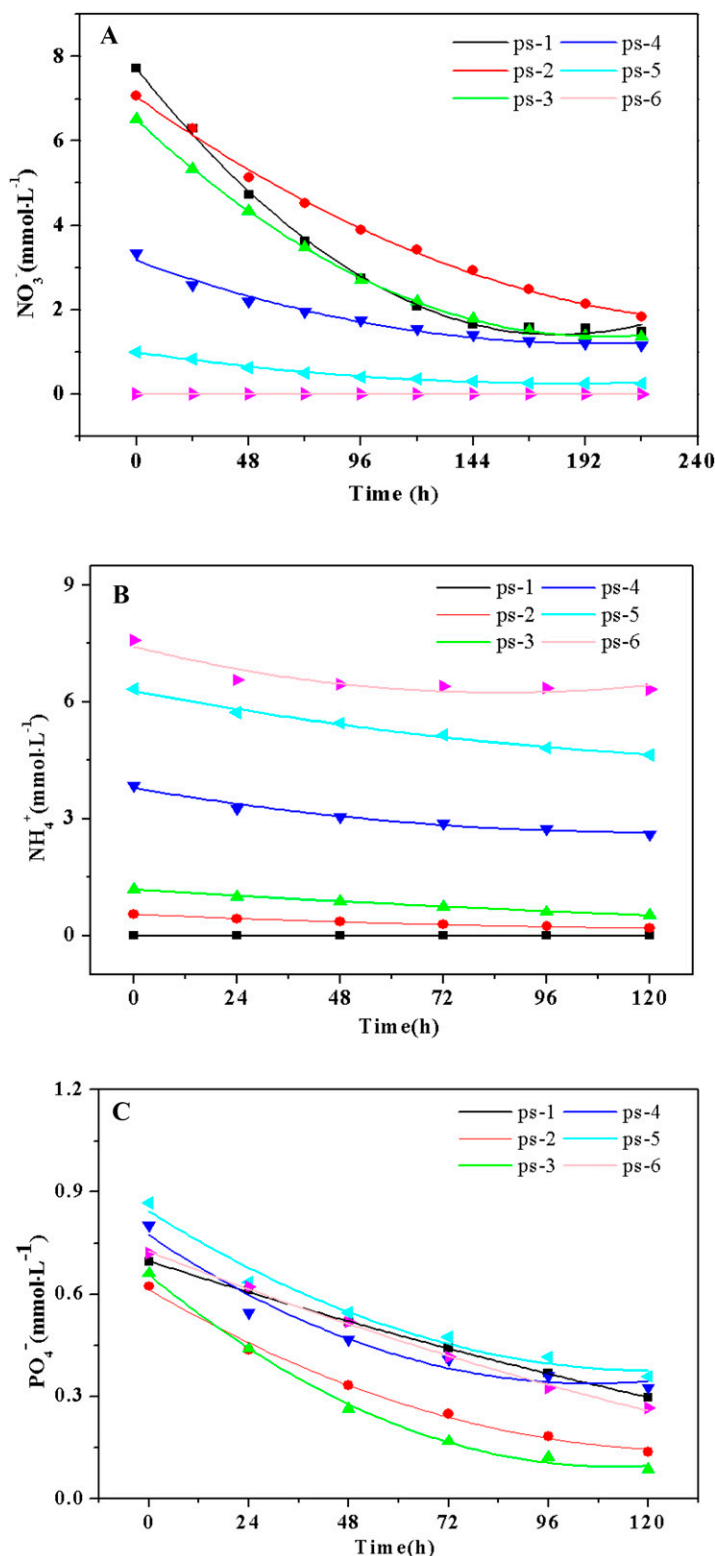 A
ps-1 ps-4
ps-2 ps-5
ps-3 ps-6
NO₃⁻(mmol·L⁻¹)
8
6
4
2
0
0 48 96 144 192 240
Time (h)
B
ps-1 ps-4
ps-2 ps-5
ps-3 ps-6
NH₄⁺(mmol·L⁻¹)
9
6
3
0
0 24 48 72 96 120
Time(h)
C
ps-1 ps-4
ps-2 ps-5
ps-3 ps-6
PO₄⁻(mmol·L⁻¹)
1.2
0.9
0.6
0.3
0.0
0 24 48 72 96 120
Time(h)